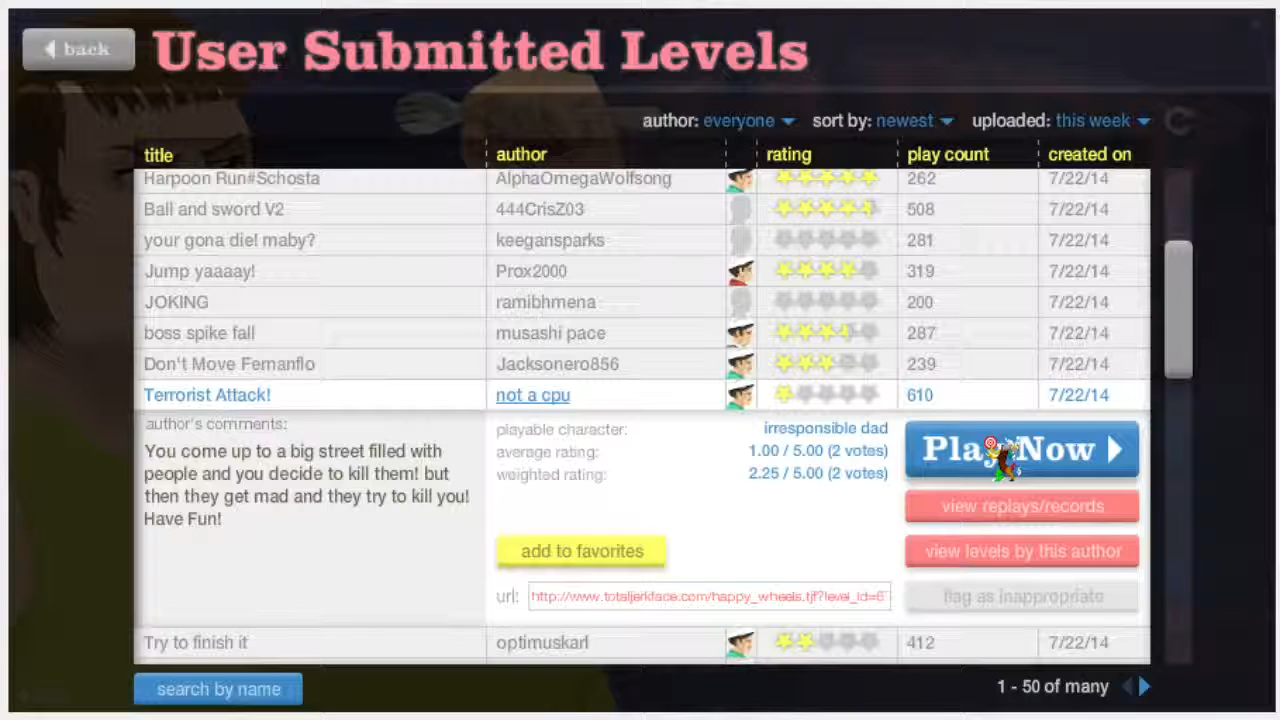 back
User Submitted Levels
author: everyone sort by: newest uploaded: this week
title author rating play count created on
Harpoon Run#Schosta AlphaOmegaWolfsong 262 7/22/14
Ball and sword V2 444CrisZ03 508 7/22/14
your gona die! maby? keegansparks 281 7/22/14
Jump yaaaay! Prox2000 319 7/22/14
JOKING ramibhmena 200 7/22/14
boss spike fall musashi pace 287 7/22/14
Don't Move Fernanflo Jacksonero856 239 7/22/14
Terrorist Attack! not a cpu 610 7/22/14
author's comments:
You come up to a big street filled with
people and you decide to kill them! but
then they get mad and they try to kill you!
Have Fun!
playable character: irresponsible dad
average rating: 1.00 / 5.00 (2 votes)
weighted rating: 2.25 / 5.00 (2 votes)
add to favorites
url: http://www.totaljerkface.com/happy_wheels.tjf?level_id=6
Play Now
view replays/records
view levels by this author
flag as inappropriate
Try to finish it optimuskarl 412 7/22/14
search by name
1 - 50 of many